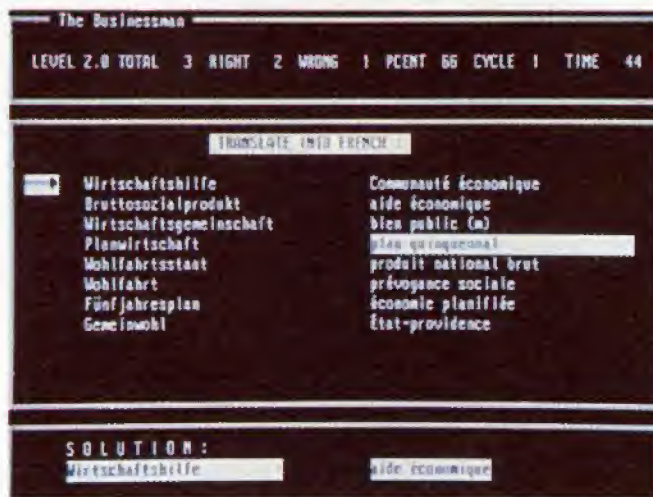 The Businessman
LEVEL 2.0 TOTAL 3 RIGHT 2 WRONG 1 PCENT 66 CYCLE 1 TIME 44
TRANSLATE INTO FRENCH :
Wirtschaftshilfe Communauté économique
Bruttosozialprodukt aide économique
Wirtschaftsgemeinschaft bien public (m)
Planwirtschaft plan quinquennal
Wohlfahrtsstaat produit national brut
Wohlfahrt prévoyance sociale
Fünfjahresplan économie planifiée
Gemeinwohl État-providence
SOLUTION:
Wirtschaftshilfe aide économique